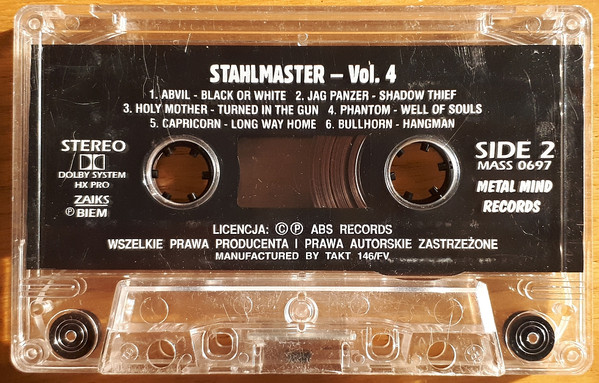 STAHLMASTER – Vol. 4
1. ABVIL - BLACK OR WHITE 2. JAG PANZER - SHADOW THIEF
3. HOLY MOTHER - TURNED IN THE GUN 4. PHANTOM - WELL OF SOULS
5. CAPRICORN - LONG WAY HOME 6. BULLHORN - HANGMAN
STEREO
DOLBY SYSTEM
HX PRO
ZAIKS
Ⓟ BIEM
SIDE 2
MASS 0697
METAL MIND
RECORDS
LICENCJA: Ⓒ Ⓟ ABS RECORDS
WSZELKIE PRAWA PRODUCENTA I PRAWA AUTORSKIE ZASTRZEŻONE
MANUFACTURED BY TAKT 146/FV